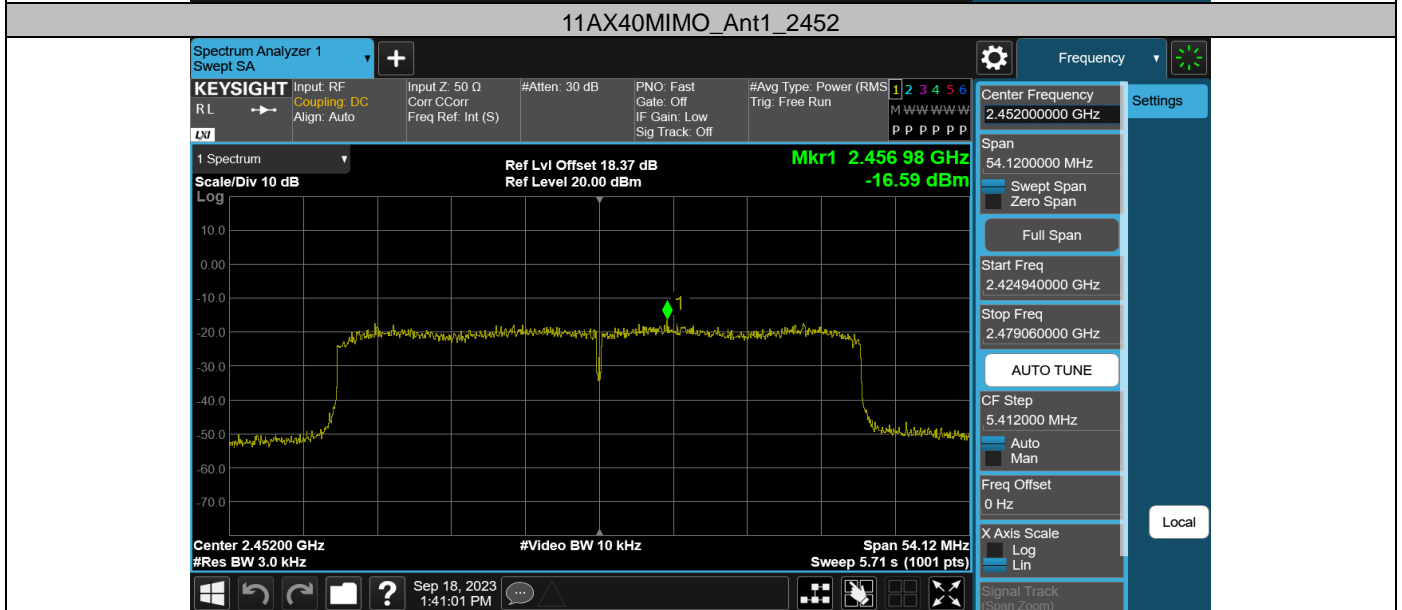 11AX40MIMO_Ant1_2452
Spectrum Analyzer 1
Swept SA
+
Frequency
KEYSIGHT
RL
LXI
Input: RF
Coupling: DC
Align: Auto
Input Z: 50 Ω
Corr CCorr
Freq Ref: Int (S)
#Atten: 30 dB
PNO: Fast
Gate: Off
IF Gain: Low
Sig Track: Off
#Avg Type: Power (RMS
Trig: Free Run
1 2 3 4 5 6
M W W W W W
P P P P P P
1 Spectrum
Scale/Div 10 dB
Log
Ref Lvl Offset 18.37 dB
Ref Level 20.00 dBm
Mkr1 2.456 98 GHz
-16.59 dBm
10.0
0.00
-10.0
-20.0
-30.0
-40.0
-50.0
-60.0
-70.0
1
Center 2.45200 GHz
#Res BW 3.0 kHz
#Video BW 10 kHz
Span 54.12 MHz
Sweep 5.71 s (1001 pts)
Center Frequency
2.452000000 GHz
Span
54.1200000 MHz
Swept Span
Zero Span
Full Span
Start Freq
2.424940000 GHz
Stop Freq
2.479060000 GHz
AUTO TUNE
CF Step
5.412000 MHz
Auto
Man
Freq Offset
0 Hz
X Axis Scale
Log
Lin
Signal Track
(Span Zoom)
Settings
Local
?
Sep 18, 2023
1:41:01 PM